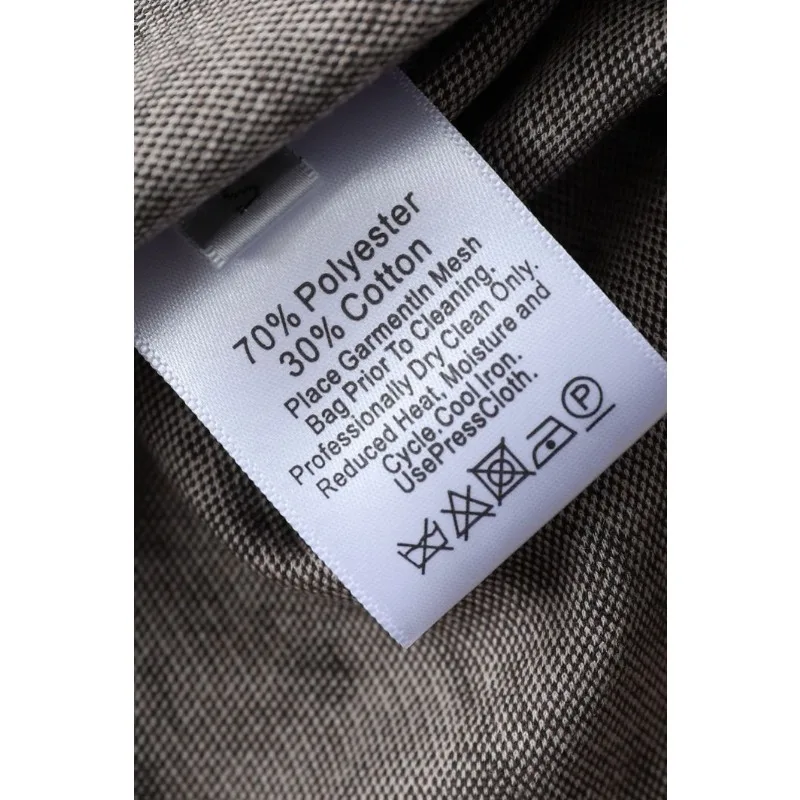 70% Polyester
30% Cotton
Place GarmentIn Mesh
Bag Prior To Cleaning.
Professionally Dry Clean Only.
Reduced Heat, Moisture and
Cycle.Cool Iron.
UsePressCloth.
P